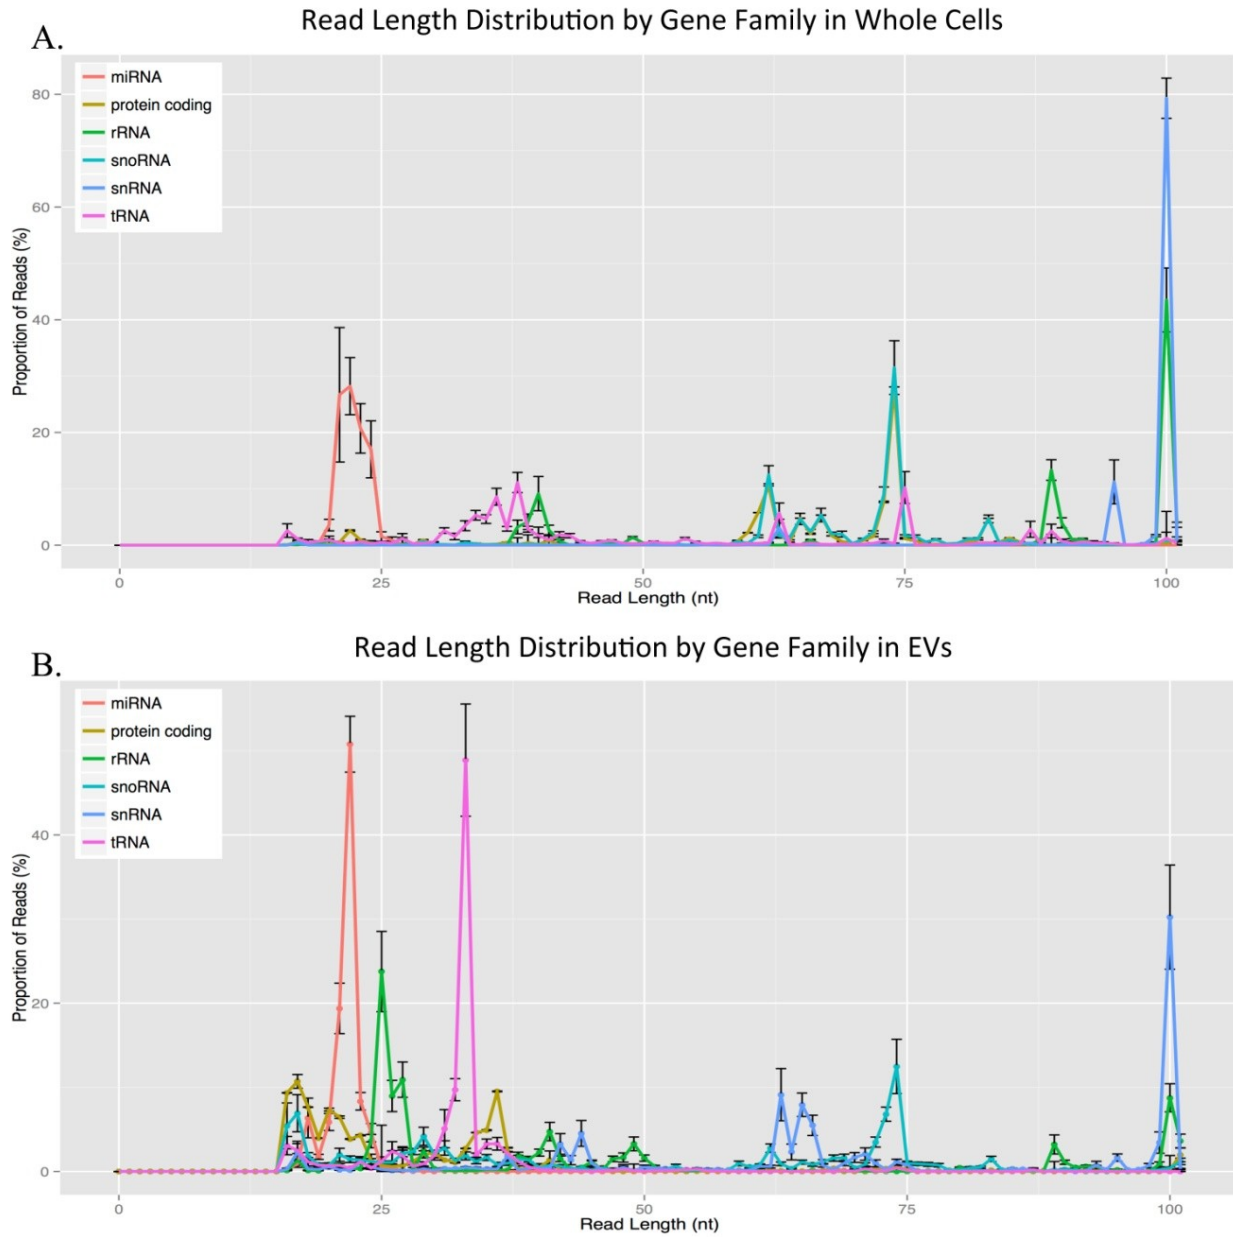 Read Length Distribution by Gene Family in Whole Cells
A.
miRNA
protein coding
rRNA
snoRNA
snRNA
tRNA
80
60
40
20
0
Proportion of Reads (%)
0 25 50 75 100
Read Length (nt)
Read Length Distribution by Gene Family in EVs
B.
miRNA
protein coding
rRNA
snoRNA
snRNA
tRNA
40
20
0
Proportion of Reads (%)
0 25 50 75 100
Read Length (nt)